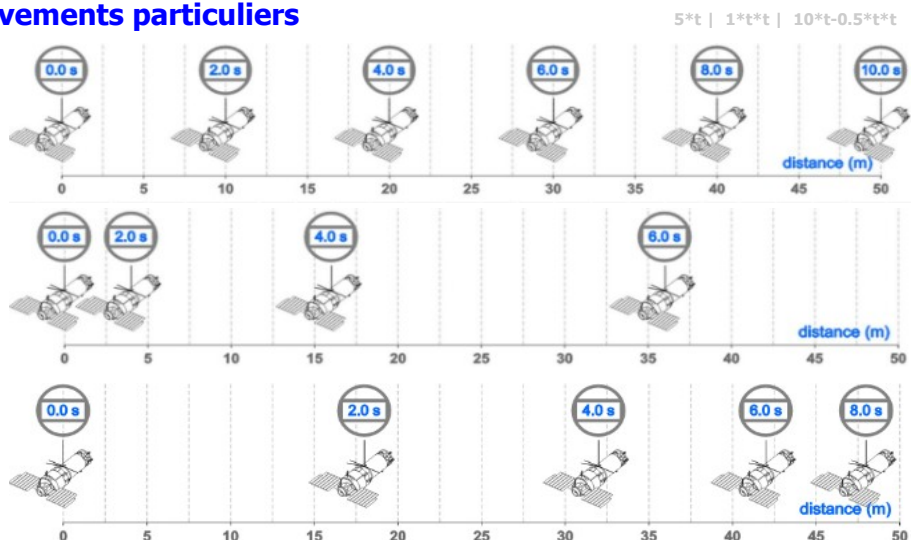 vements particuliers
5*t | 1*t*t | 10*t-0.5*t*t
0.0 s 2.0 s 4.0 s 6.0 s 8.0 s 10.0 s
distance (m)
0 5 10 15 20 25 30 35 40 45 50
0.0 s 2.0 s 4.0 s 6.0 s
distance (m)
0 5 10 15 20 25 30 35 40 45 50
0.0 s 2.0 s 4.0 s 6.0 s 8.0 s
distance (m)
0 5 10 15 20 25 30 35 40 45 50